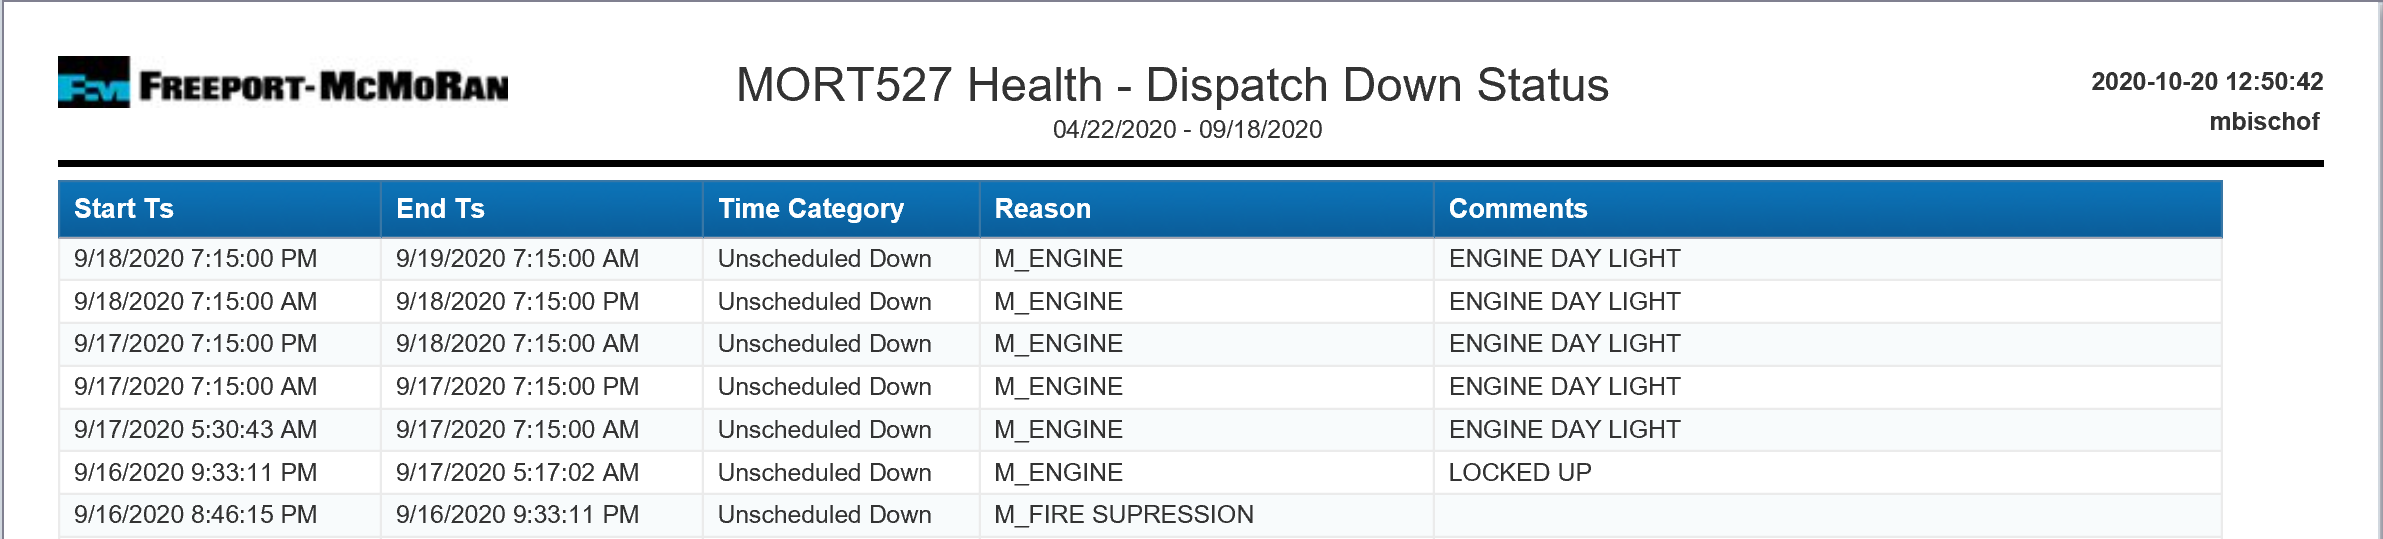 FM FREEPORT-MCMORAN
MORT527 Health - Dispatch Down Status
04/22/2020 - 09/18/2020
2020-10-20 12:50:42
mbischof
Start Ts End Ts Time Category Reason Comments
9/18/2020 7:15:00 PM 9/19/2020 7:15:00 AM Unscheduled Down M_ENGINE ENGINE DAY LIGHT
9/18/2020 7:15:00 AM 9/18/2020 7:15:00 PM Unscheduled Down M_ENGINE ENGINE DAY LIGHT
9/17/2020 7:15:00 PM 9/18/2020 7:15:00 AM Unscheduled Down M_ENGINE ENGINE DAY LIGHT
9/17/2020 7:15:00 AM 9/17/2020 7:15:00 PM Unscheduled Down M_ENGINE ENGINE DAY LIGHT
9/17/2020 5:30:43 AM 9/17/2020 7:15:00 AM Unscheduled Down M_ENGINE ENGINE DAY LIGHT
9/16/2020 9:33:11 PM 9/17/2020 5:17:02 AM Unscheduled Down M_ENGINE LOCKED UP
9/16/2020 8:46:15 PM 9/16/2020 9:33:11 PM Unscheduled Down M_FIRE SUPRESSION